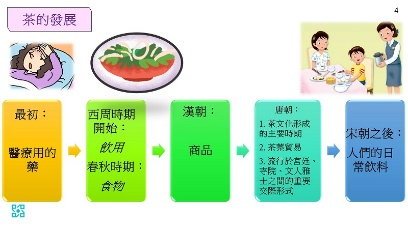 4
茶的發展
最初：
醫療用的
藥
西周時期
開始：
飲用
春秋時期：
食物
漢朝：
商品
唐朝：
1. 茶文化形成
的主要時期
2. 茶葉貿易
3. 流行於宮廷、
寺院、文人雅
士之間的重要
交際形式
宋朝之後：
人們的日
常飲料